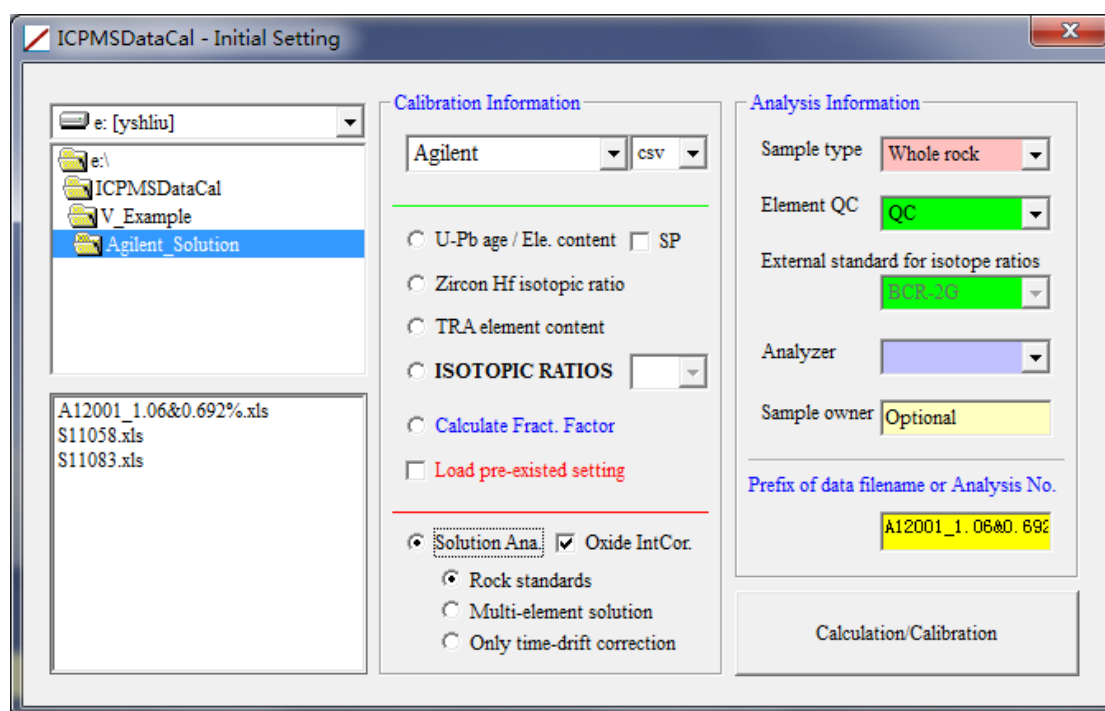 ICPMSDataCal - Initial Setting
e: [yshliu]
e:\
ICPMSDataCal
V_Example
Agilent_Solution
A12001_1.06&0.692%.xls
S11058.xls
S11083.xls
Calibration Information
Agilent csv
U-Pb age / Ele. content SP
Zircon Hf isotopic ratio
TRA element content
ISOTOPIC RATIOS
Calculate Fract. Factor
Load pre-existed setting
Solution Ana. Oxide IntCor.
Rock standards
Multi-element solution
Only time-drift correction
Analysis Information
Sample type Whole rock
Element QC QC
External standard for isotope ratios
BCR-2G
Analyzer
Sample owner Optional
Prefix of data filename or Analysis No.
A12001_1.06&0.692
Calculation/Calibration